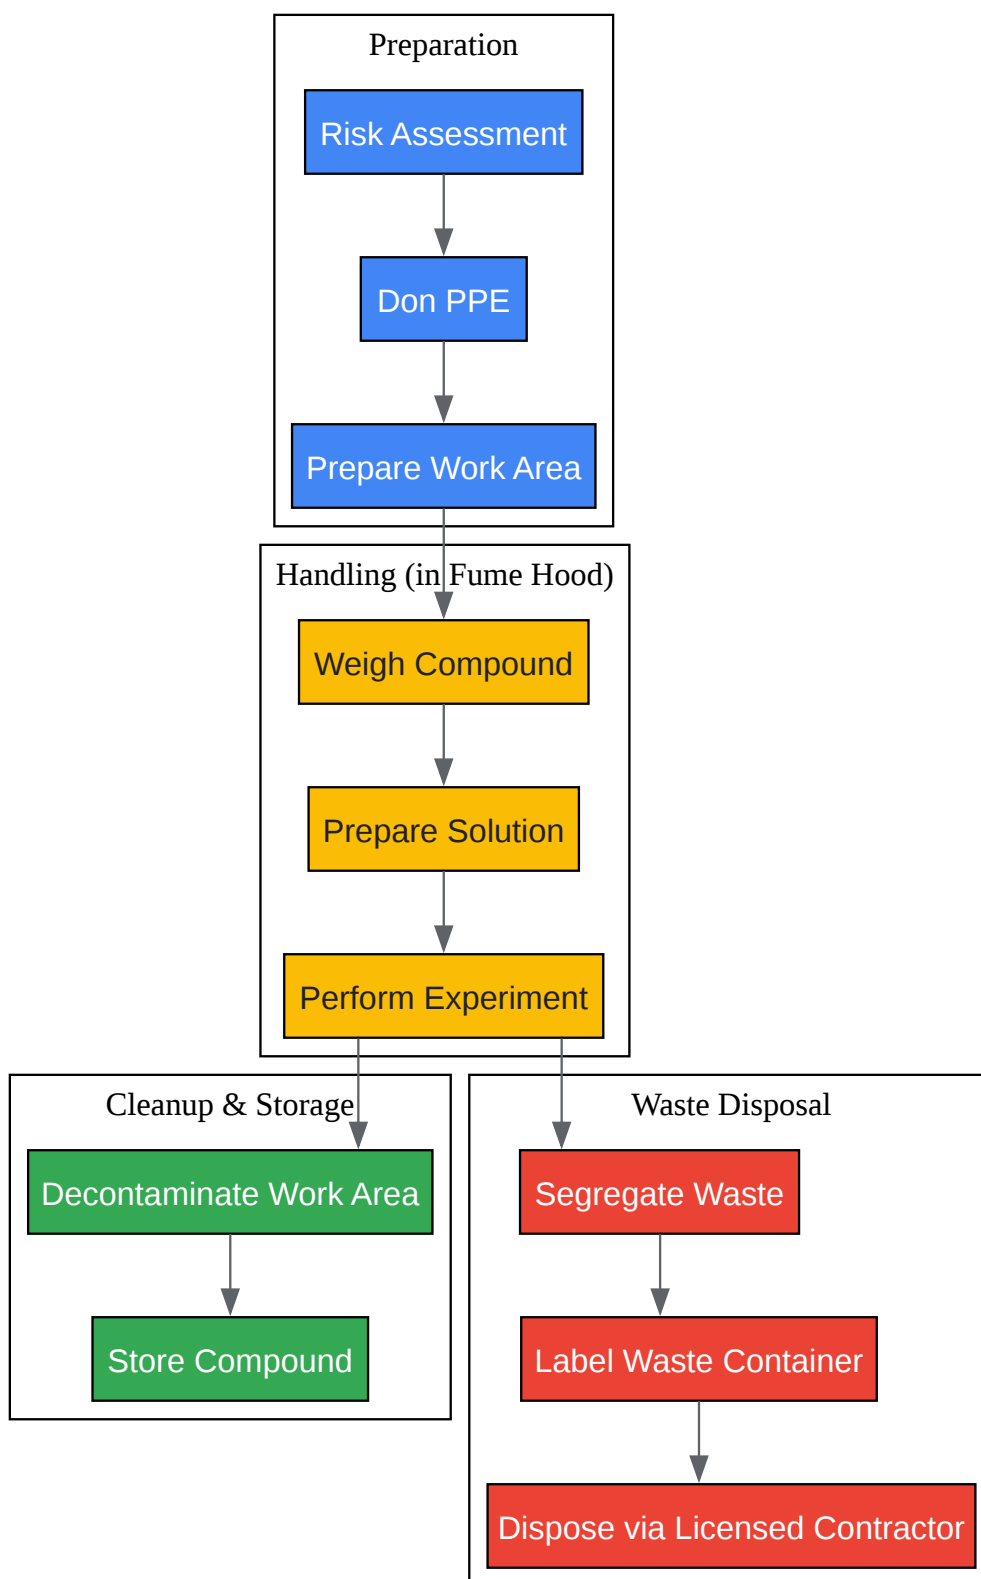 Preparation
Risk Assessment
Don PPE
Prepare Work Area
Handling (in Fume Hood)
Weigh Compound
Prepare Solution
Perform Experiment
Cleanup & Storage
Decontaminate Work Area
Store Compound
Waste Disposal
Segregate Waste
Label Waste Container
Dispose via Licensed Contractor